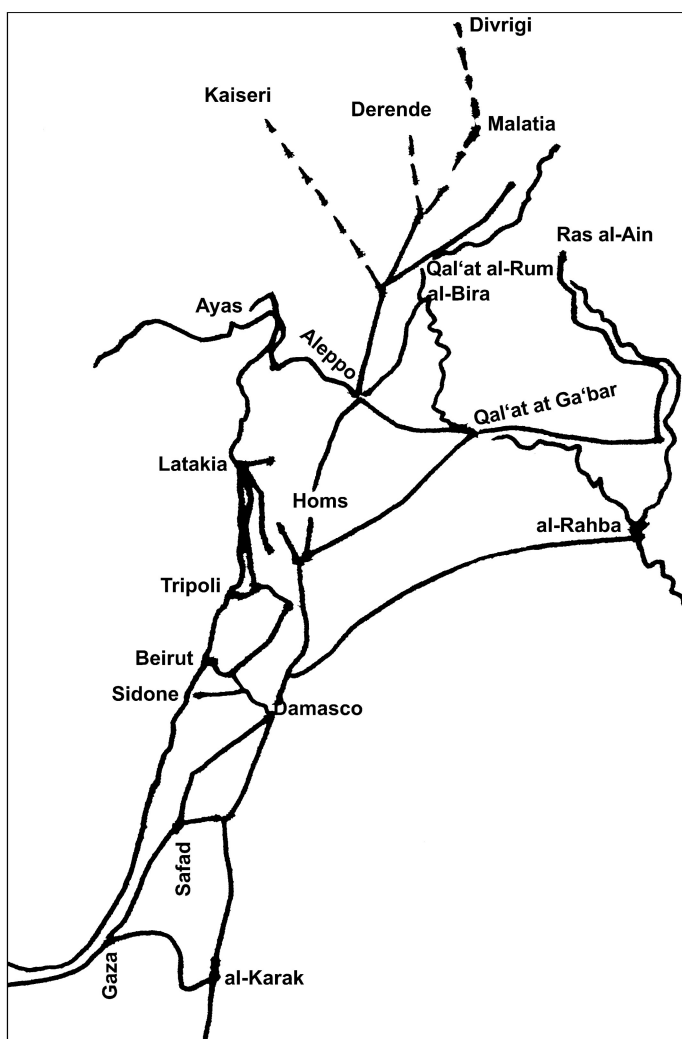 Divrigi
Kaiseri
Derende
Malatia
Ras al-Ain
Qal‘at al-Rum
al-Bira
Ayas
Aleppo
Qal‘at at Ga‘bar
Latakia
Homs
al-Rahba
Tripoli
Beirut
Sidone
Damasco
Safad
Gaza
al-Karak